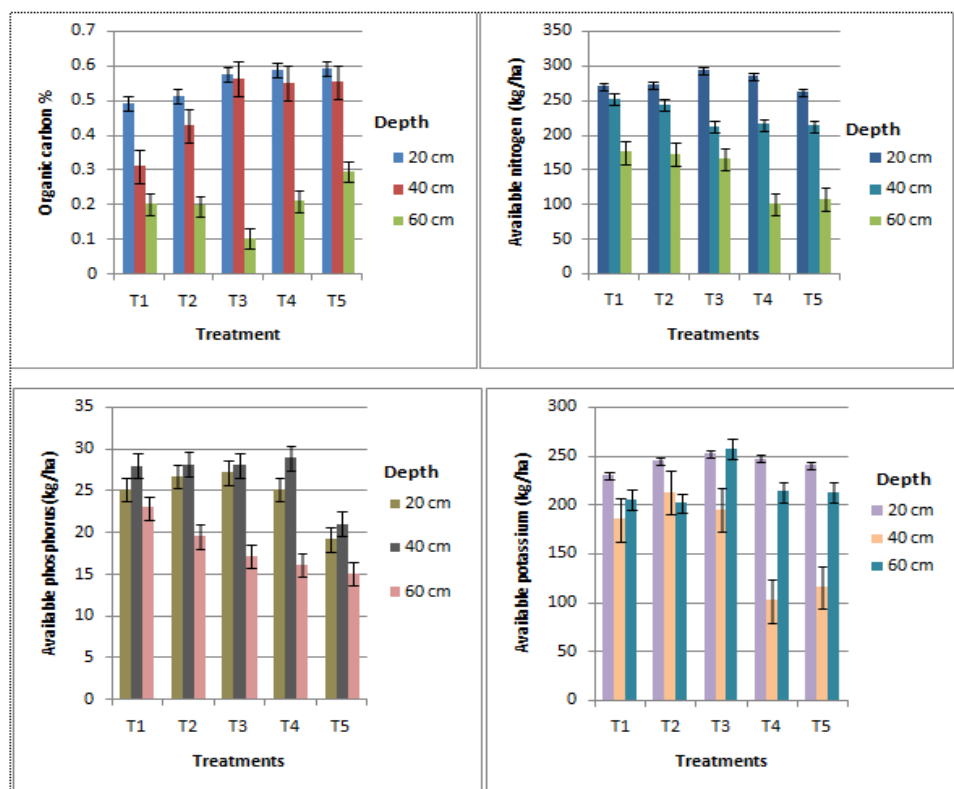 Organic carbon %
0.7
0.6
0.5
0.4
0.3
0.2
0.1
0
T1 T2 T3 T4 T5
Treatment
Depth
20 cm
40 cm
60 cm
Available nitrogen (kg/ha)
350
300
250
200
150
100
50
0
T1 T2 T3 T4 T5
Treatments
Depth
20 cm
40 cm
60 cm
Available phosphorus(kg/ha)
35
30
25
20
15
10
5
0
T1 T2 T3 T4 T5
Treatments
Depth
20 cm
40 cm
60 cm
Available potassium (kg/ha)
300
250
200
150
100
50
0
T1 T2 T3 T4 T5
Treatments
Depth
20 cm
40 cm
60 cm